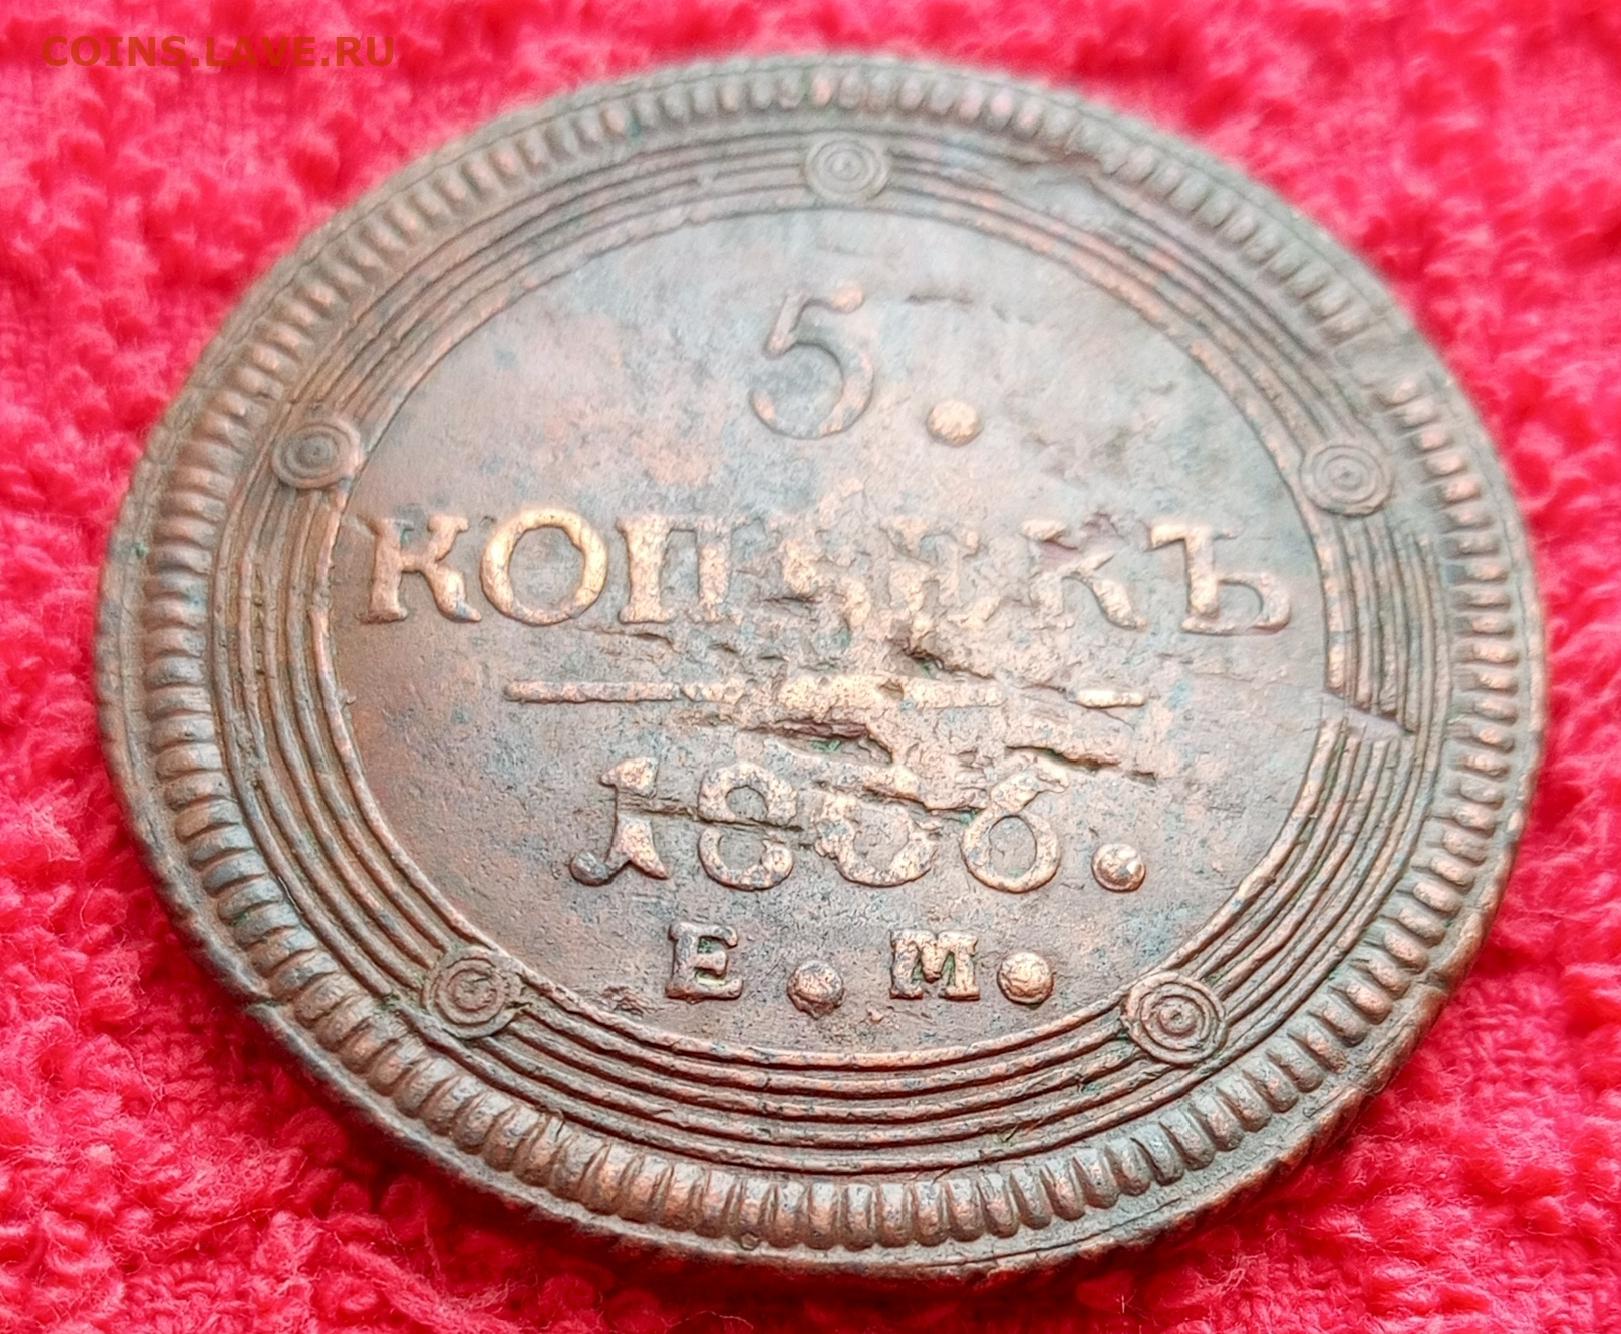 COINS.LAVE.RU
5.
КОПѢЕКЪ
1806.
Е. М.